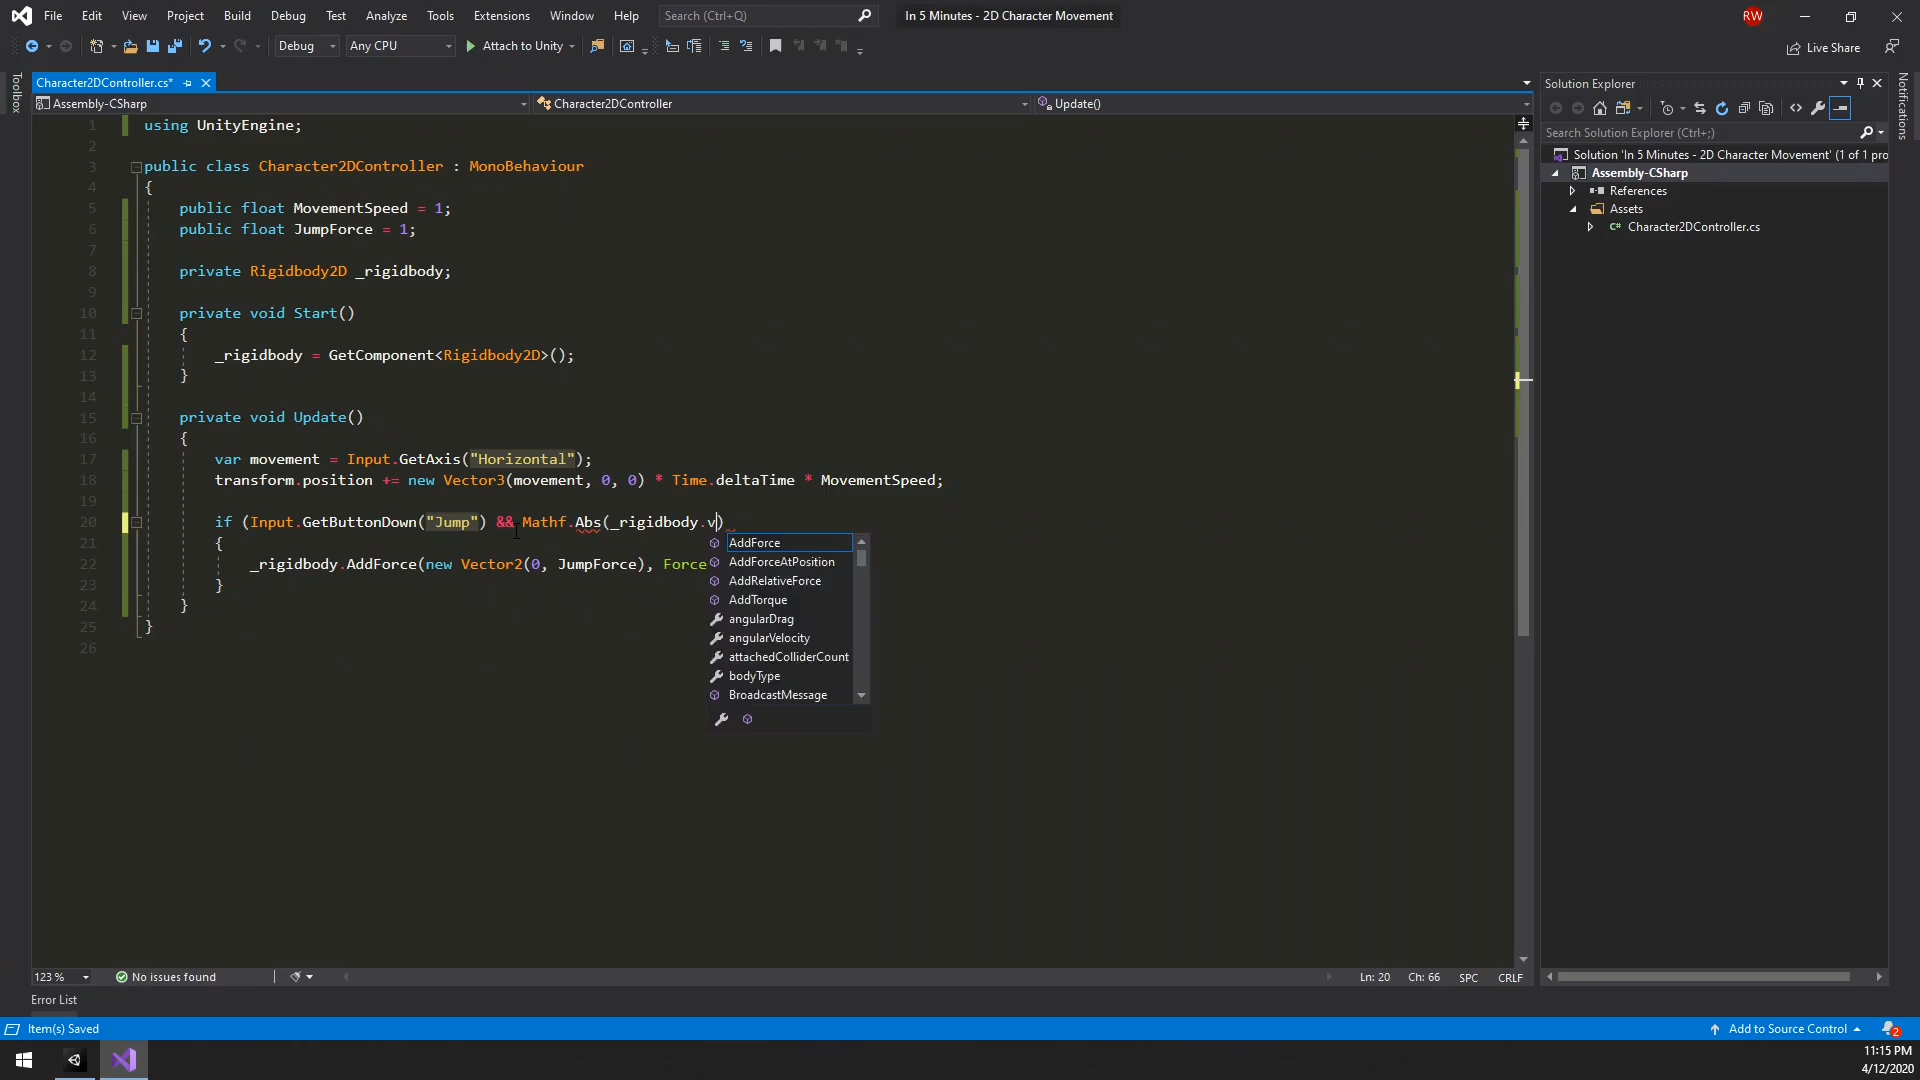 File Edit View Project Build Debug Test Analyze Tools Extensions Window Help Search (Ctrl+Q) In 5 Minutes - 2D Character Movement RW
Debug Any CPU Attach to Unity Live Share
Toolbox
Character2DController.cs*
Assembly-CSharp Character2DController Update()
1 using UnityEngine;
2
3 public class Character2DController : MonoBehaviour
4 {
5 public float MovementSpeed = 1;
6 public float JumpForce = 1;
7
8 private Rigidbody2D _rigidbody;
9
10 private void Start()
11 {
12 _rigidbody = GetComponent<Rigidbody2D>();
13 }
14
15 private void Update()
16 {
17 var movement = Input.GetAxis("Horizontal");
18 transform.position += new Vector3(movement, 0, 0) * Time.deltaTime * MovementSpeed;
19
20 if (Input.GetButtonDown("Jump") && Mathf.Abs(_rigidbody.v)
21 {
22 _rigidbody.AddForce(new Vector2(0, JumpForce), Force
23 }
24 }
25 }
26
AddForce
AddForceAtPosition
AddRelativeForce
AddTorque
angularDrag
angularVelocity
attachedColliderCount
bodyType
BroadcastMessage
Solution Explorer
Search Solution Explorer (Ctrl+;)
Solution 'In 5 Minutes - 2D Character Movement' (1 of 1 pro
Assembly-CSharp
References
Assets
C# Character2DController.cs
Notifications
123 % No issues found Ln: 20 Ch: 66 SPC CRLF
Error List
Item(s) Saved Add to Source Control 2
11:15 PM
4/12/2020